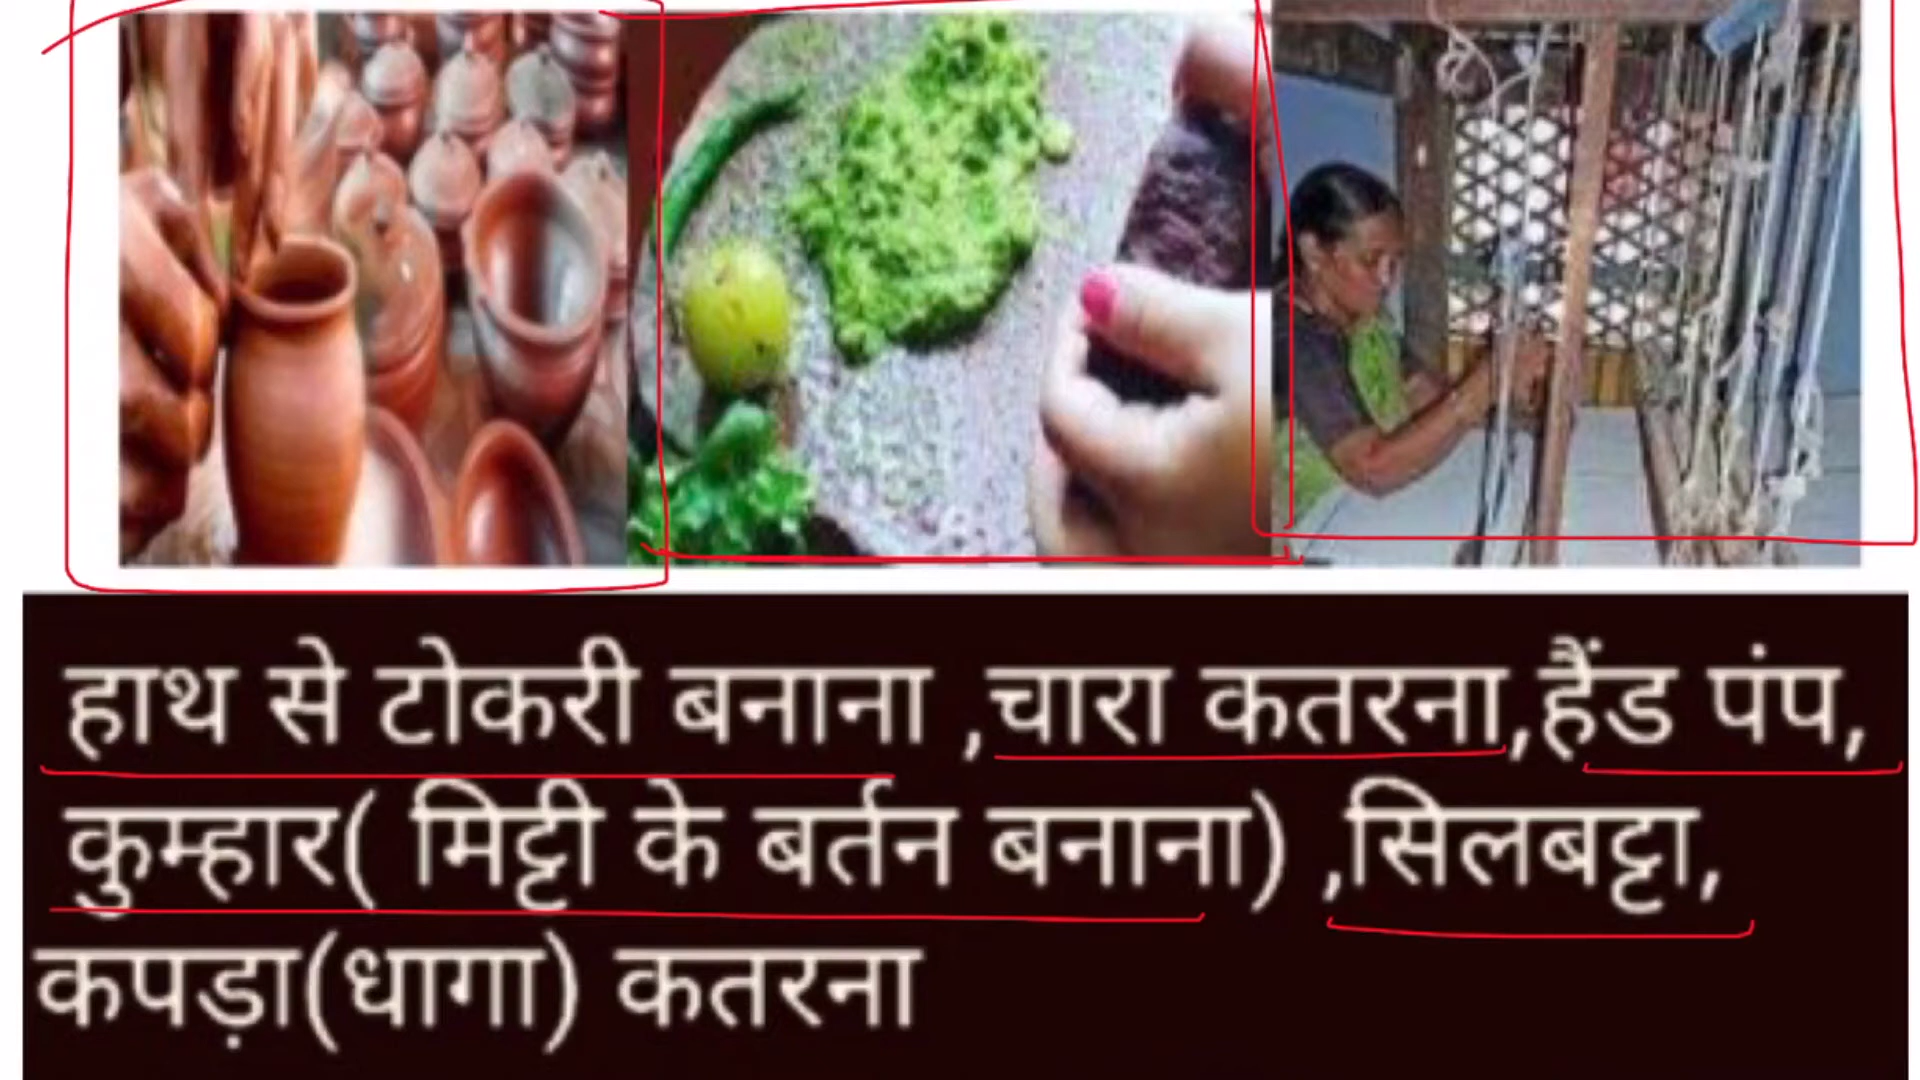 हाथ से टोकरी बनाना ,चारा कतरना,हैंड पंप,
कुम्हार( मिट्टी के बर्तन बनाना) ,सिलबट्टा,
कपड़ा(धागा) कतरना